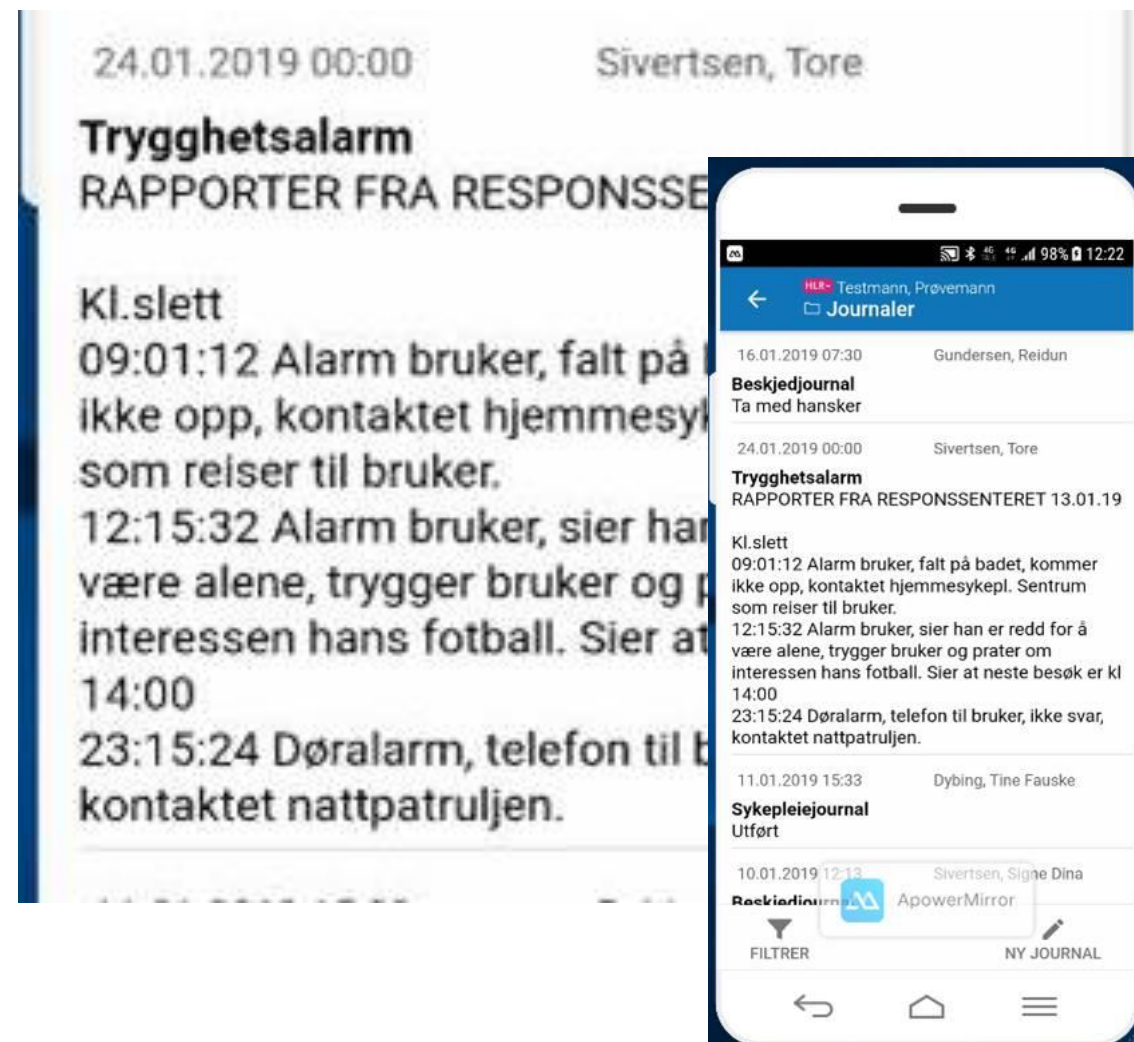 24.01.2019 00:00 Sivertsen, Tore
Trygghetsalarm
RAPPORTER FRA RESPONSSE
Kl.slett
09:01:12 Alarm bruker, falt på
ikke opp, kontaktet hjemmesyk
som reiser til bruker.
12:15:32 Alarm bruker, sier han
være alene, trygger bruker og p
interessen hans fotball. Sier at
14:00
23:15:24 Døralarm, telefon til b
kontaktet nattpatruljen.
98% 12:22
HLR- Testmann, Prøvemann
Journaler
16.01.2019 07:30 Gundersen, Reidun
Beskjedjournal
Ta med hansker
24.01.2019 00:00 Sivertsen, Tore
Trygghetsalarm
RAPPORTER FRA RESPONSSENTERET 13.01.19
Kl.slett
09:01:12 Alarm bruker, falt på badet, kommer
ikke opp, kontaktet hjemmesykepl. Sentrum
som reiser til bruker.
12:15:32 Alarm bruker, sier han er redd for å
være alene, trygger bruker og prater om
interessen hans fotball. Sier at neste besøk er kl
14:00
23:15:24 Døralarm, telefon til bruker, ikke svar,
kontaktet nattpatruljen.
11.01.2019 15:33 Dybing, Tine Fauske
Sykepleiejournal
Utført
10.01.2019 12:13 Sivertsen, Signe Dina
Beskjedjourn
ApowerMirror
FILTRER NY JOURNAL